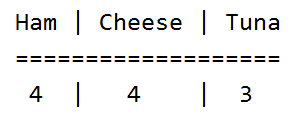 Ham | Cheese | Tuna
===================
4 | 4 | 3